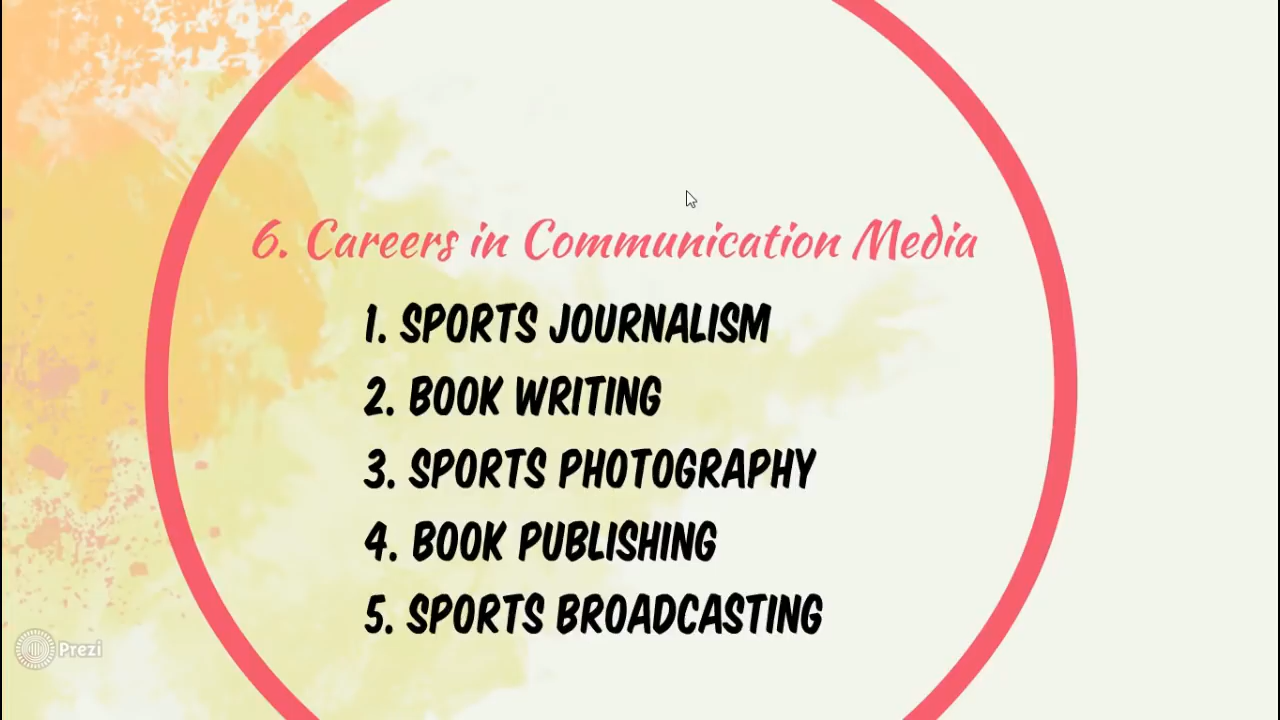 6. Careers in Communication Media
1. SPORTS JOURNALISM
2. BOOK WRITING
3. SPORTS PHOTOGRAPHY
4. BOOK PUBLISHING
5. SPORTS BROADCASTING
Prezi